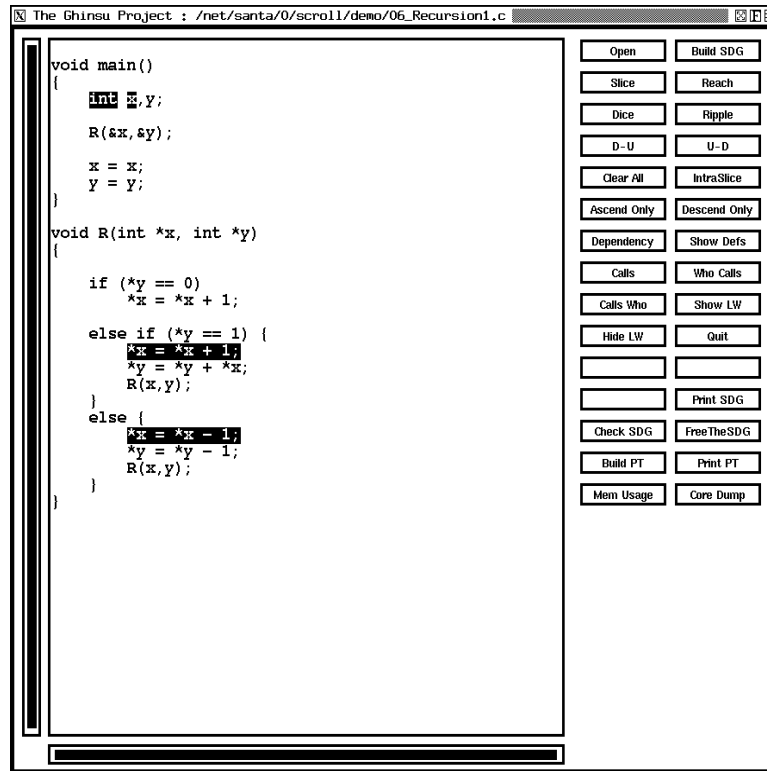 The Ghinsu Project : /net/santa/0/scroll/demo/06_Recursion1.c
void main()
{
int x,y;
R(&x,&y);
x = x;
y = y;
}
void R(int *x, int *y)
{
if (*y == 0)
*x = *x + 1;
else if (*y == 1) {
*x = *x + 1;
*y = *y + *x;
R(x,y);
}
else {
*x = *x - 1;
*y = *y - 1;
R(x,y);
}
}
Open Build SDG
Slice Reach
Dice Ripple
D-U U-D
Clear All IntraSlice
Ascend Only Descend Only
Dependency Show Defs
Calls Who Calls
Calls Who Show LW
Hide LW Quit
Print SDG
Check SDG FreeTheSDG
Build PT Print PT
Mem Usage Core Dump